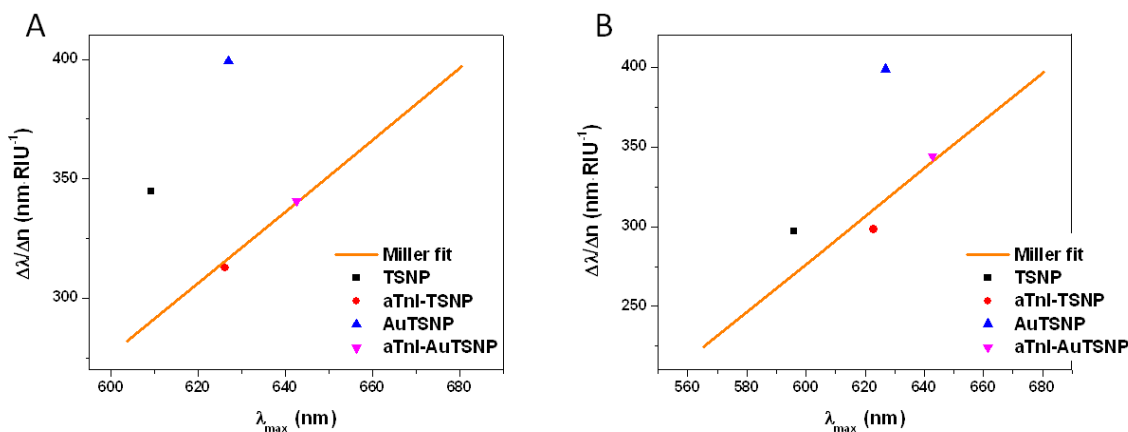 A
400
350
300
Δλ/Δn (nm·RIU⁻¹)
600 620 640 660 680
λmax (nm)
Miller fit
TSNP
aTnI-TSNP
AuTSNP
aTnI-AuTSNP
B
400
350
300
250
Δλ/Δn (nm·RIU⁻¹)
560 580 600 620 640 660 680
λmax (nm)
Miller fit
TSNP
aTnI-TSNP
AuTSNP
aTnI-AuTSNP